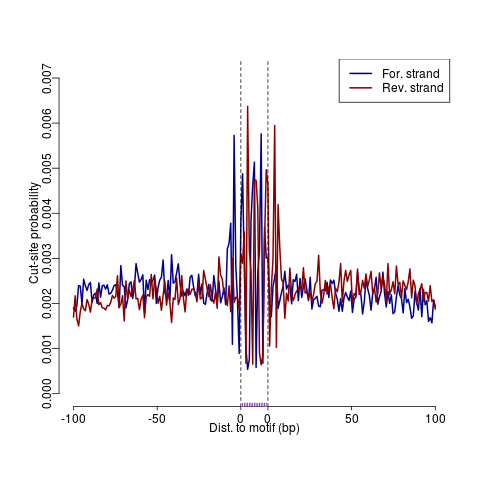 For. strand
Rev. strand
Cut-site probability
0.007
0.006
0.005
0.004
0.003
0.002
0.001
0.000
-100 -50 0 0 50 100
Dist. to motif (bp)